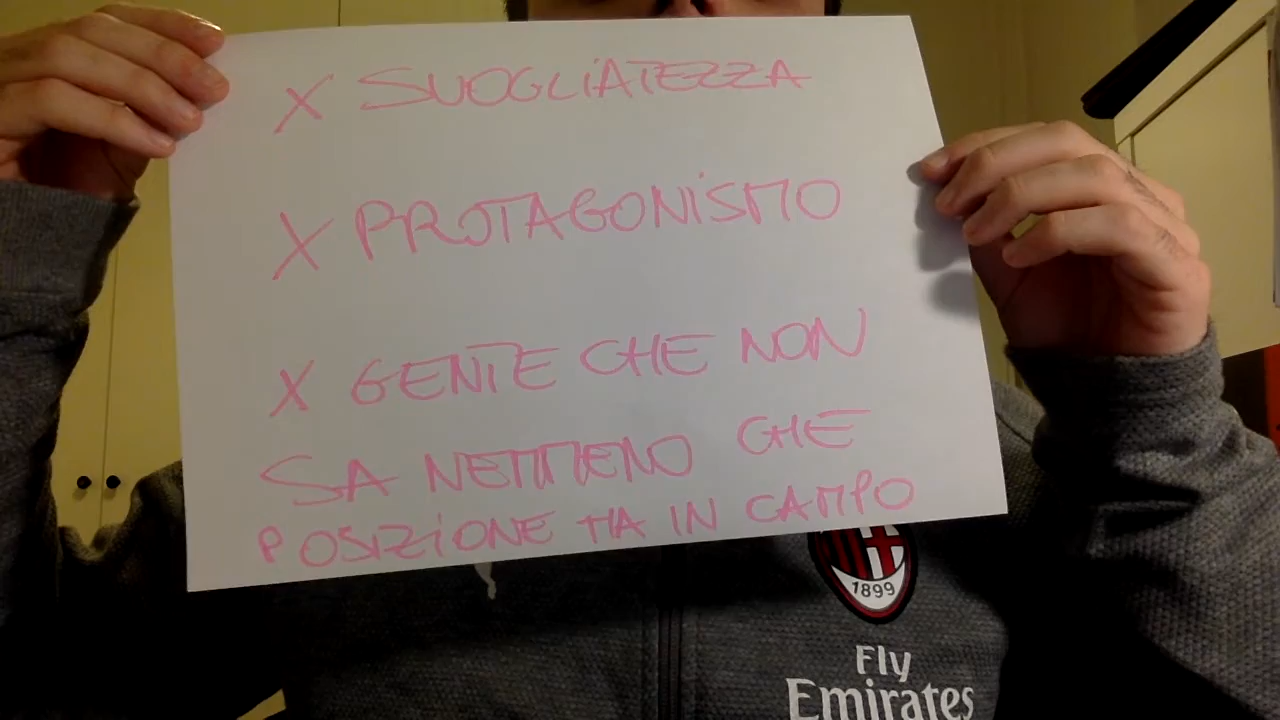 X SVOGLiATEZZA
X PROTAGONiSMO
X GENTE CHE NON
SA NEMMENO CHE
POSiZiONE HA IN CAMPO
1899
Fly
Emirates